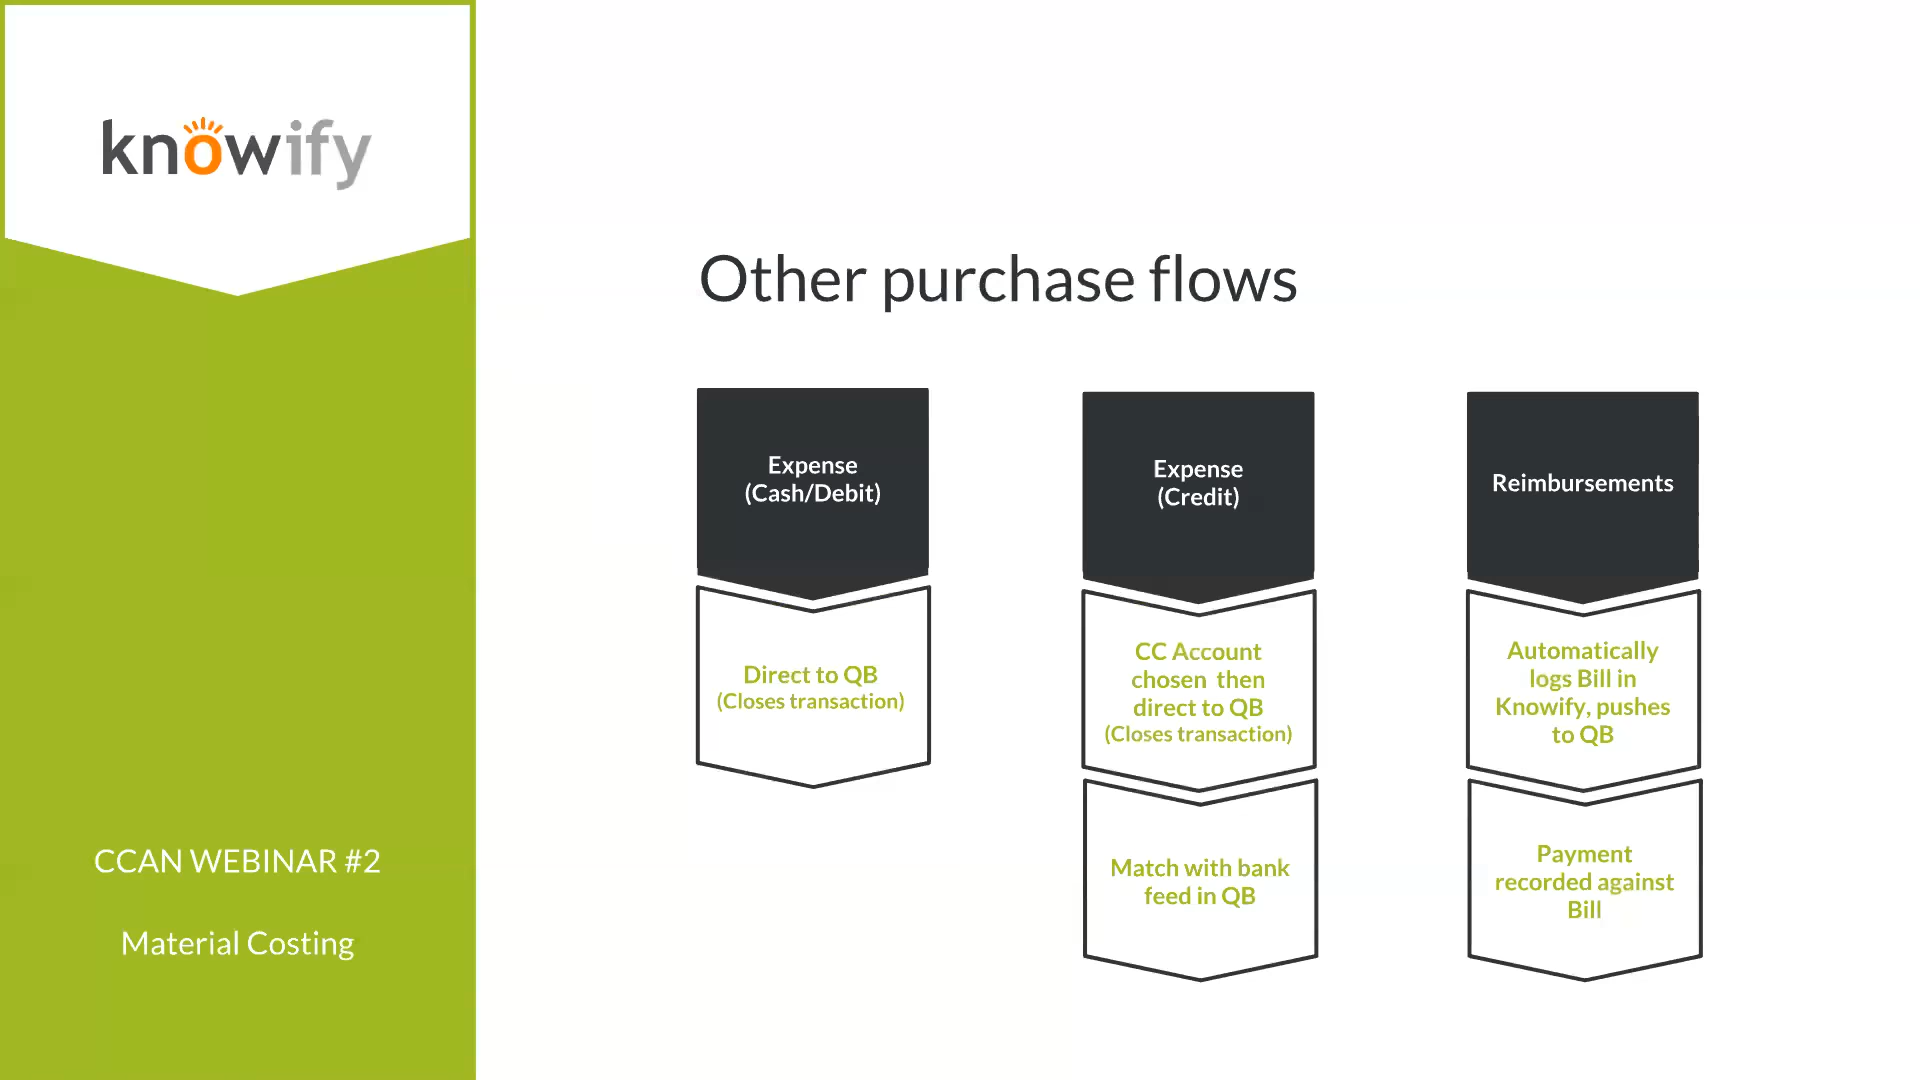 knowify
Other purchase flows
Expense
(Cash/Debit)
Direct to QB
(Closes transaction)
Expense
(Credit)
CC Account
chosen then
direct to QB
(Closes transaction)
Match with bank
feed in QB
Reimbursements
Automatically
logs Bill in
Knowify, pushes
to QB
Payment
recorded against
Bill
CCAN WEBINAR #2
Material Costing